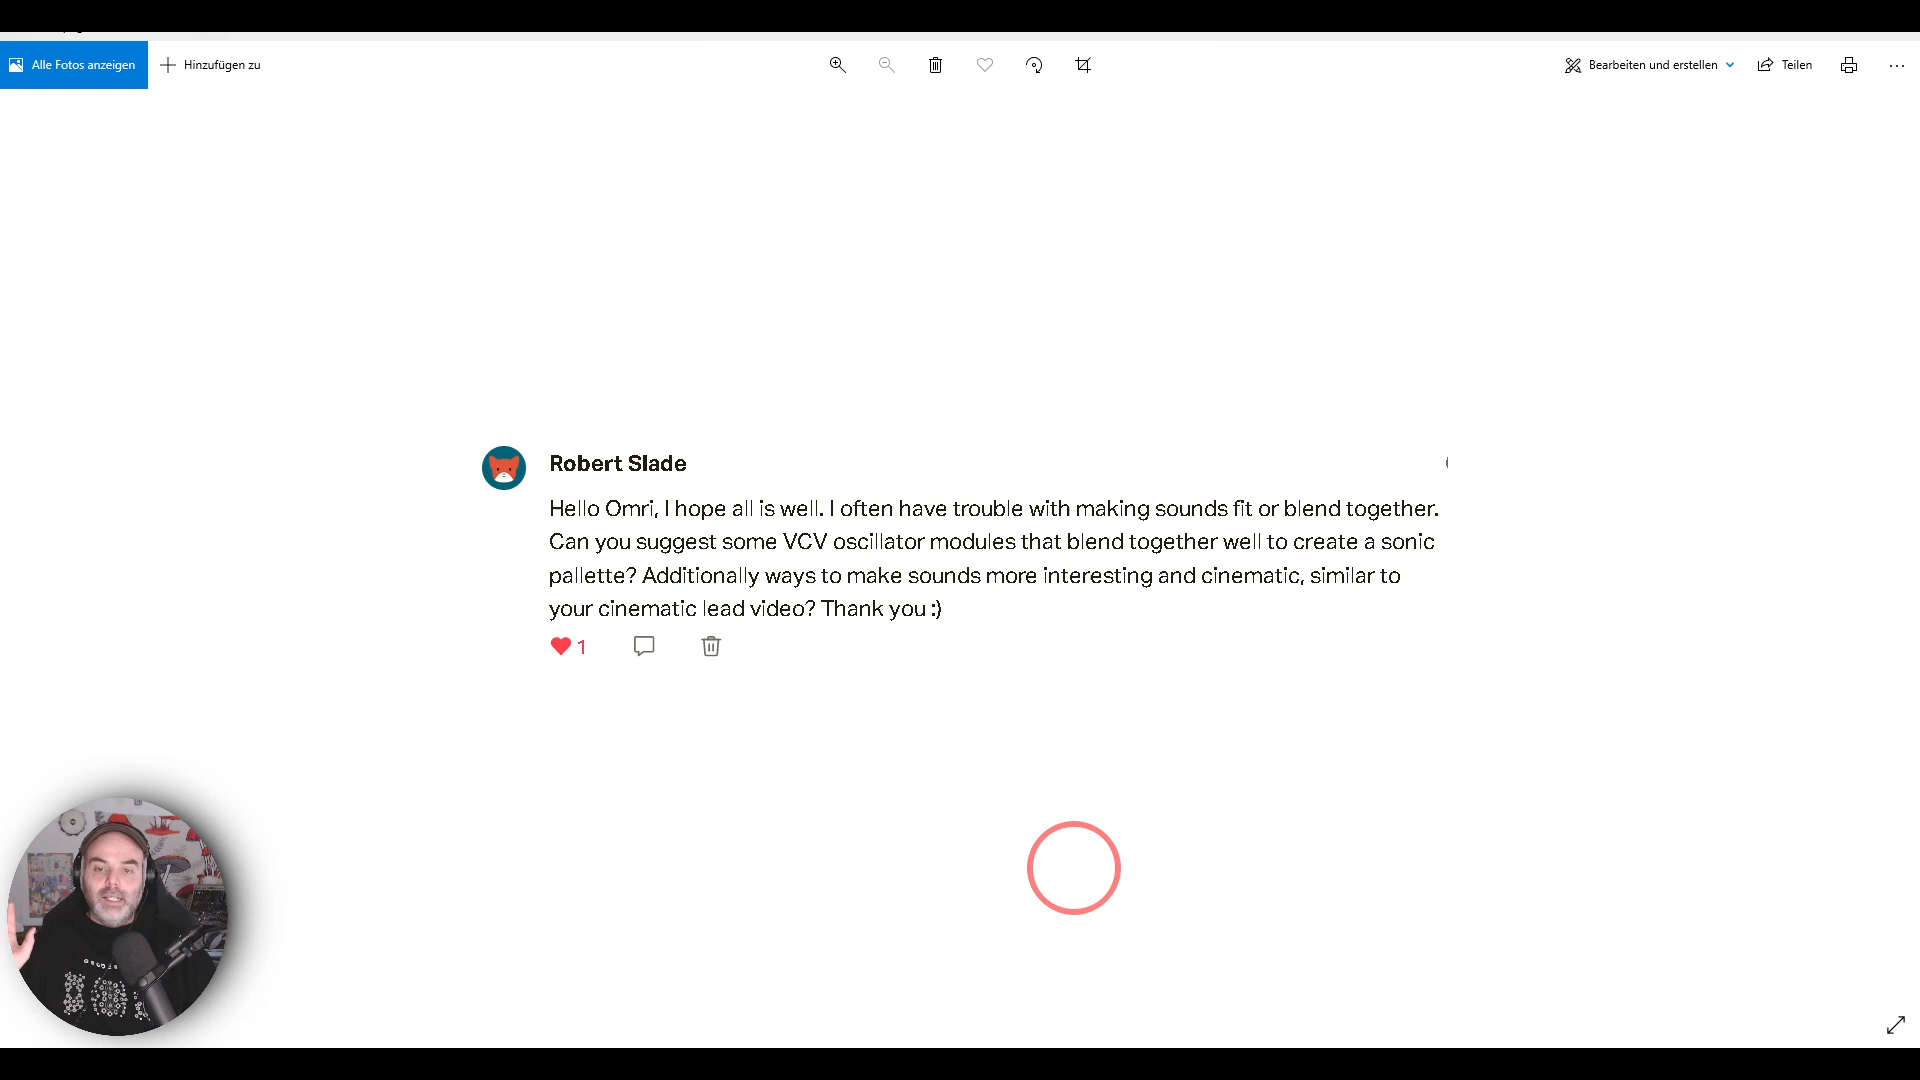 Alle Fotos anzeigen
Hinzufügen zu
Bearbeiten und erstellen
Teilen
Robert Slade
Hello Omri, I hope all is well. I often have trouble with making sounds fit or blend together.
Can you suggest some VCV oscillator modules that blend together well to create a sonic
pallette? Additionally ways to make sounds more interesting and cinematic, similar to
your cinematic lead video? Thank you :)
1